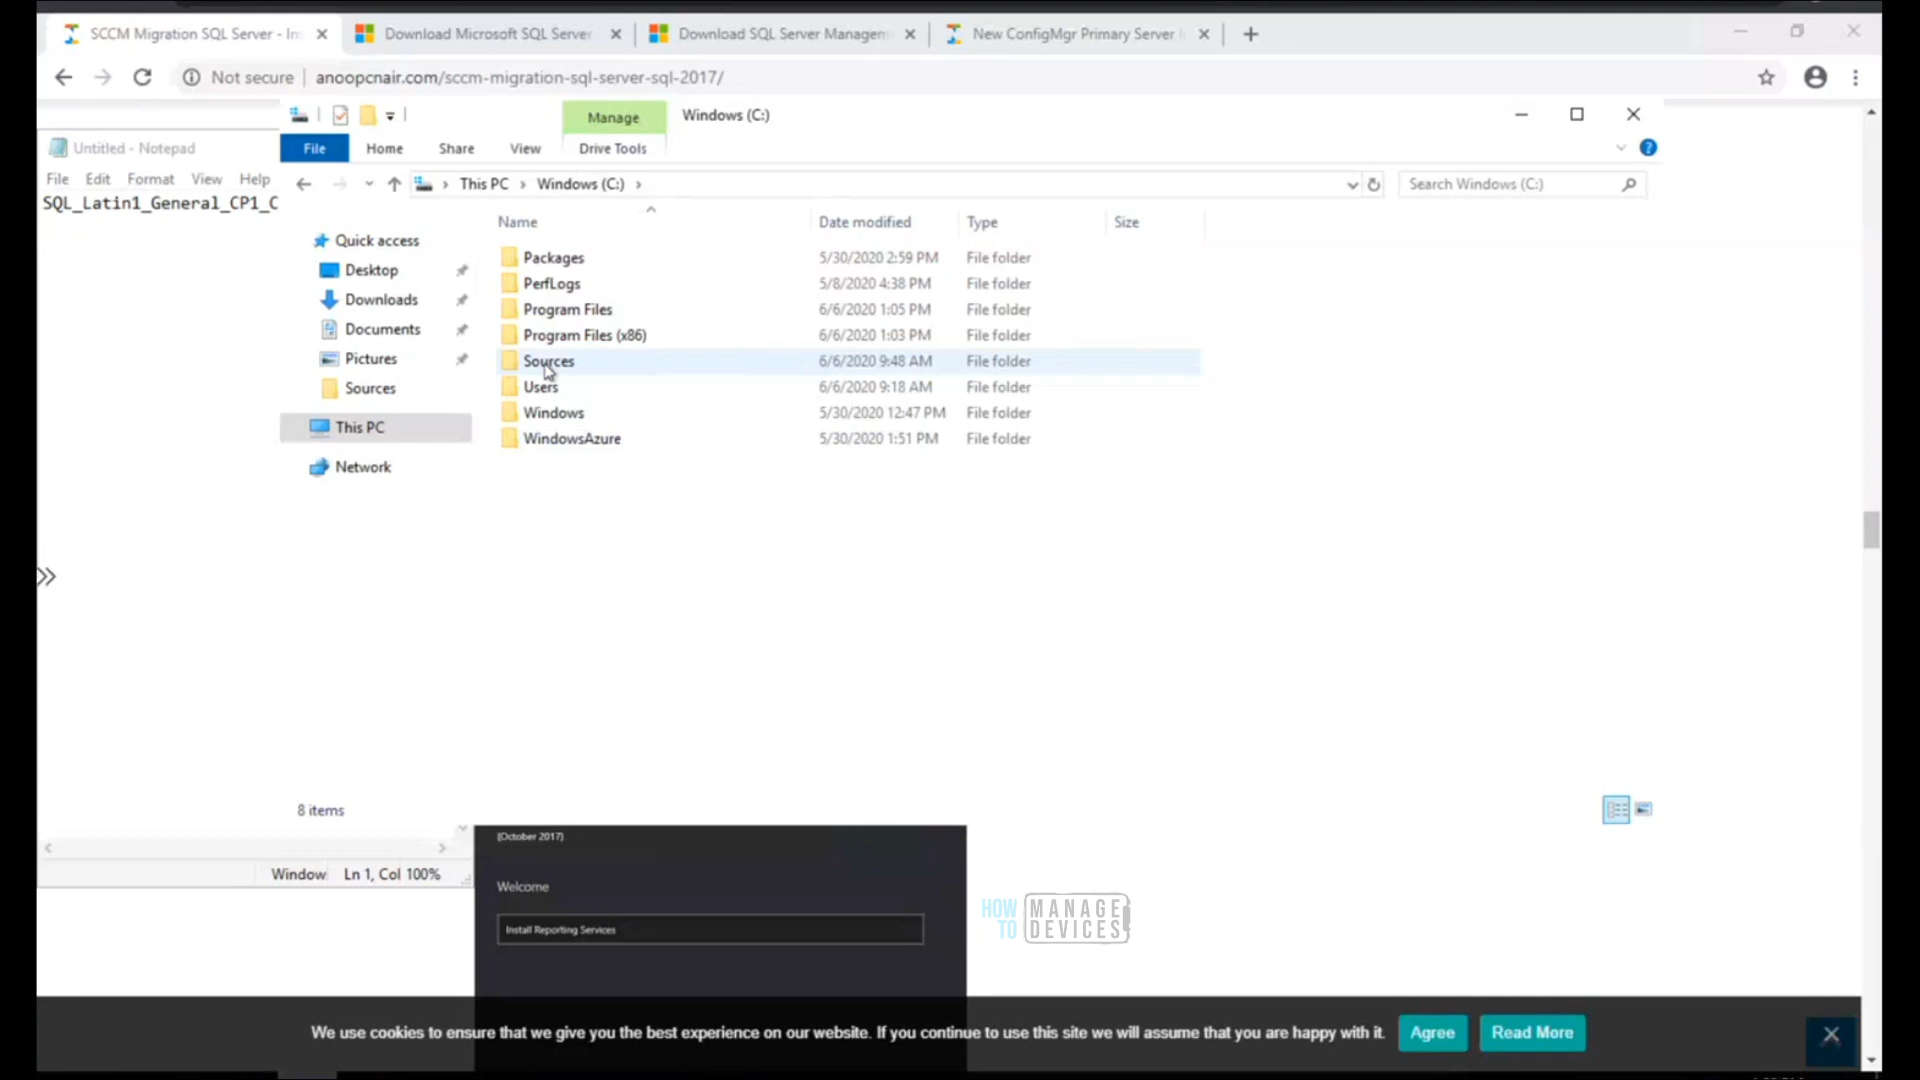 SCCM Migration SQL Server - In
Download Microsoft SQL Server
Download SQL Server Managem
New ConfigMgr Primary Server I
Not secure
anoopcnair.com/sccm-migration-sql-server-sql-2017/
Manage
Windows (C:)
Untitled - Notepad
File
Home
Share
View
Drive Tools
File Edit Format View Help
This PC
Windows (C:)
Search Windows (C:)
SQL_Latin1_General_CP1_C
Name
Date modified
Type
Size
Quick access
Desktop
Downloads
Documents
Pictures
Sources
This PC
Network
Packages 5/30/2020 2:59 PM File folder
PerfLogs 5/8/2020 4:38 PM File folder
Program Files 6/6/2020 1:05 PM File folder
Program Files (x86) 6/6/2020 1:03 PM File folder
Sources 6/6/2020 9:48 AM File folder
Users 6/6/2020 9:18 AM File folder
Windows 5/30/2020 12:47 PM File folder
WindowsAzure 5/30/2020 1:51 PM File folder
8 items
Window Ln 1, Col 100%
(October 2017)
Welcome
Install Reporting Services
HOW TO MANAGE DEVICES
We use cookies to ensure that we give you the best experience on our website. If you continue to use this site we will assume that you are happy with it.
Agree
Read More